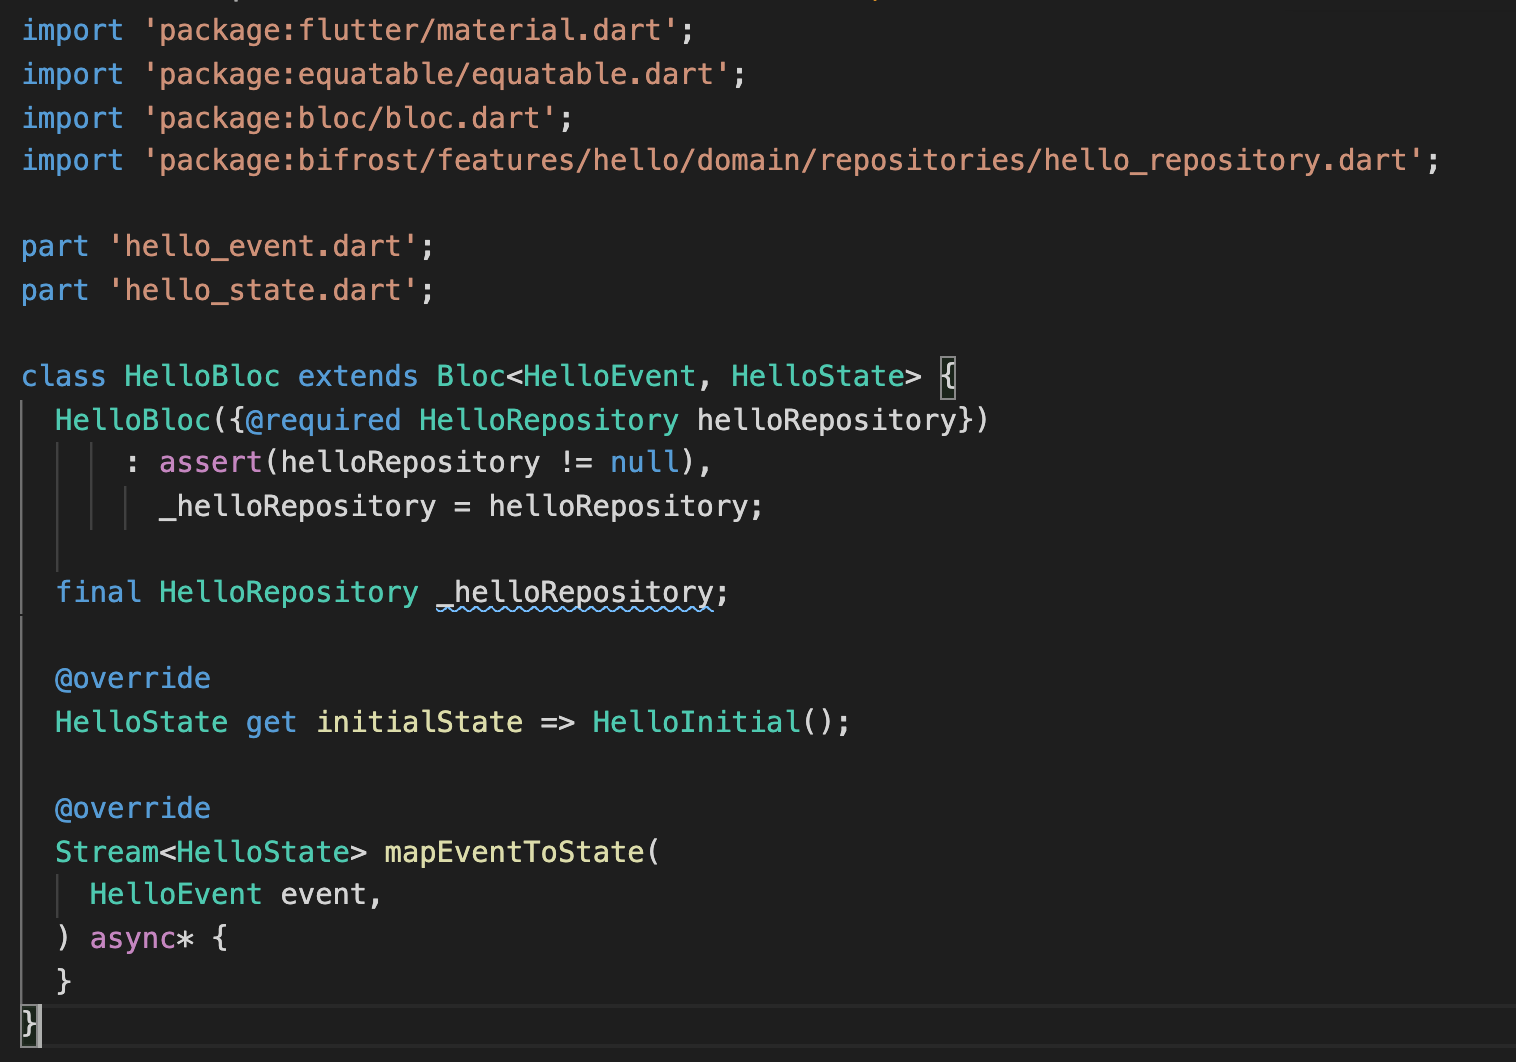 import 'package:flutter/material.dart';
import 'package:equatable/equatable.dart';
import 'package:bloc/bloc.dart';
import 'package:bifrost/features/hello/domain/repositories/hello_repository.dart';

part 'hello_event.dart';
part 'hello_state.dart';

class HelloBloc extends Bloc<HelloEvent, HelloState> {
  HelloBloc({@required HelloRepository helloRepository})
      : assert(helloRepository != null),
        _helloRepository = helloRepository;

  final HelloRepository _helloRepository;

  @override
  HelloState get initialState => HelloInitial();

  @override
  Stream<HelloState> mapEventToState(
    HelloEvent event,
  ) async* {
  }
}